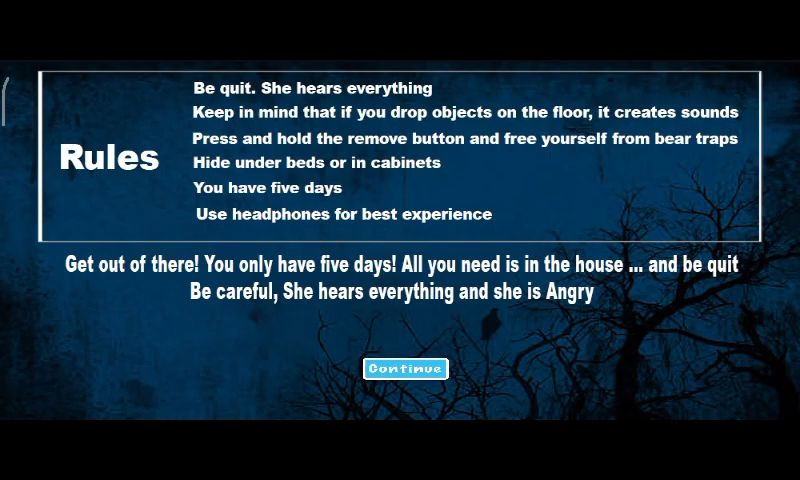 Be quit. She hears everything
Keep in mind that if you drop objects on the floor, it creates sounds
Press and hold the remove button and free yourself from bear traps
Rules
Hide under beds or in cabinets
You have five days
Use headphones for best experience
Get out of there! You only have five days! All you need is in the house ... and be quit
Be careful, She hears everything and she is Angry
Continue